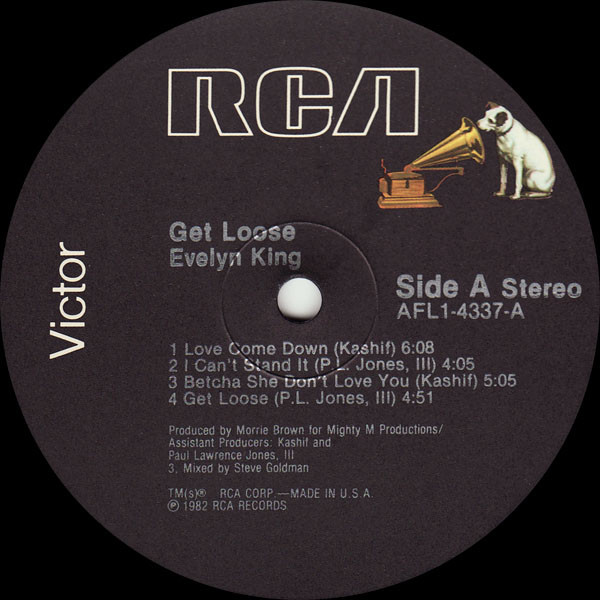 RCA
Victor
Get Loose
Evelyn King
Side A Stereo
AFL1-4337-A
1 Love Come Down (Kashif) 6:08
2 I Can't Stand It (P.L. Jones, III) 4:05
3 Betcha She Don't Love You (Kashif) 5:05
4 Get Loose (P.L. Jones, III) 4:51
Produced by Morrie Brown for Mighty M Productions/
Assistant Producers: Kashif and
Paul Lawrence Jones, III
3. Mixed by Steve Goldman
TM(s)® RCA CORP.—MADE IN U.S.A.
℗ 1982 RCA RECORDS